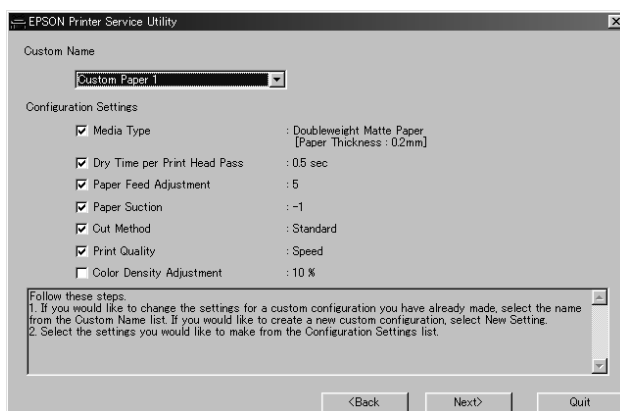 EPSON Printer Service Utility
Custom Name
Custom Paper 1
Configuration Settings
Media Type : Doubleweight Matte Paper
[Paper Thickness : 0.2mm]
Dry Time per Print Head Pass : 0.5 sec
Paper Feed Adjustment : 5
Paper Suction : -1
Cut Method : Standard
Print Quality : Speed
Color Density Adjustment : 10 %
Follow these steps.
1. If you would like to change the settings for a custom configuration you have already made, select the name
from the Custom Name list. If you would like to create a new custom configuration, select New Setting.
2. Select the settings you would like to make from the Configuration Settings list.
<Back Next> Quit